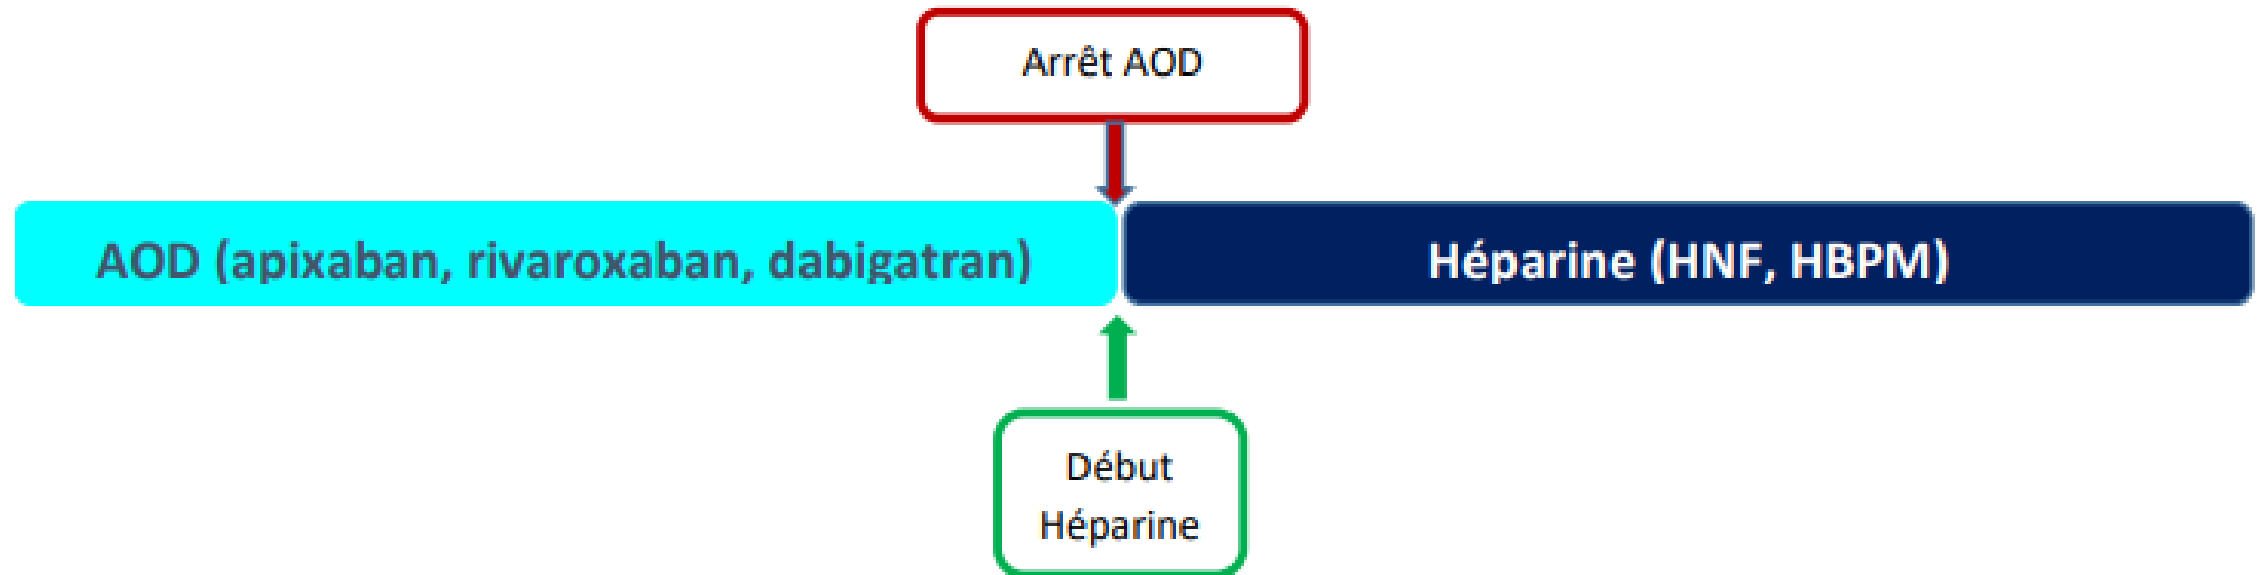 Arrêt AOD
AOD (apixaban, rivaroxaban, dabigatran)
Héparine (HNF, HBPM)
Début
Héparine